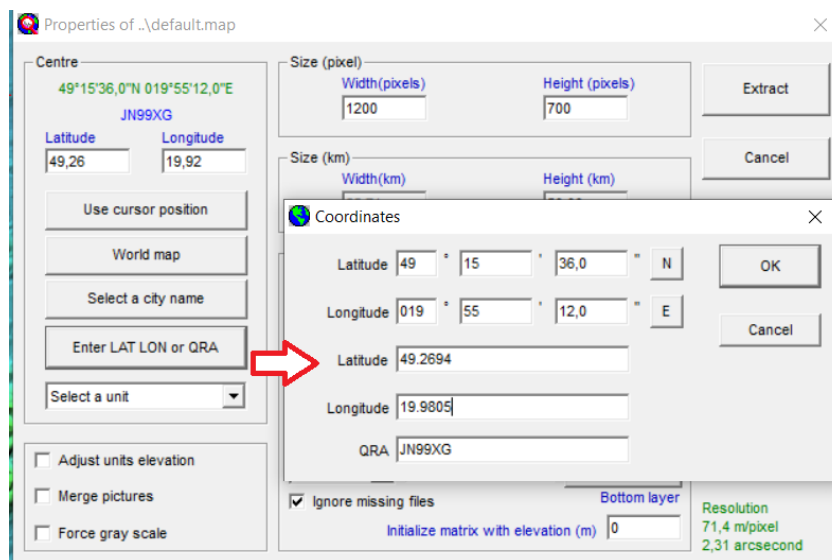 Properties of ..\default.map
Centre
49°15'36,0"N 019°55'12,0"E
JN99XG
Latitude Longitude
49,26 19,92
Use cursor position
World map
Select a city name
Enter LAT LON or QRA
Select a unit
Adjust units elevation
Merge pictures
Force gray scale
Size (pixel)
Width(pixels) Height (pixels)
1200 700
Size (km)
Width(km) Height (km)
Extract
Cancel
Coordinates
Latitude 49 ° 15 ' 36,0 " N
Longitude 019 ° 55 ' 12,0 " E
Latitude 49.2694
Longitude 19.9805
QRA JN99XG
OK
Cancel
Ignore missing files
Bottom layer
Initialize matrix with elevation (m) 0
Resolution
71,4 m/pixel
2,31 arcsecond